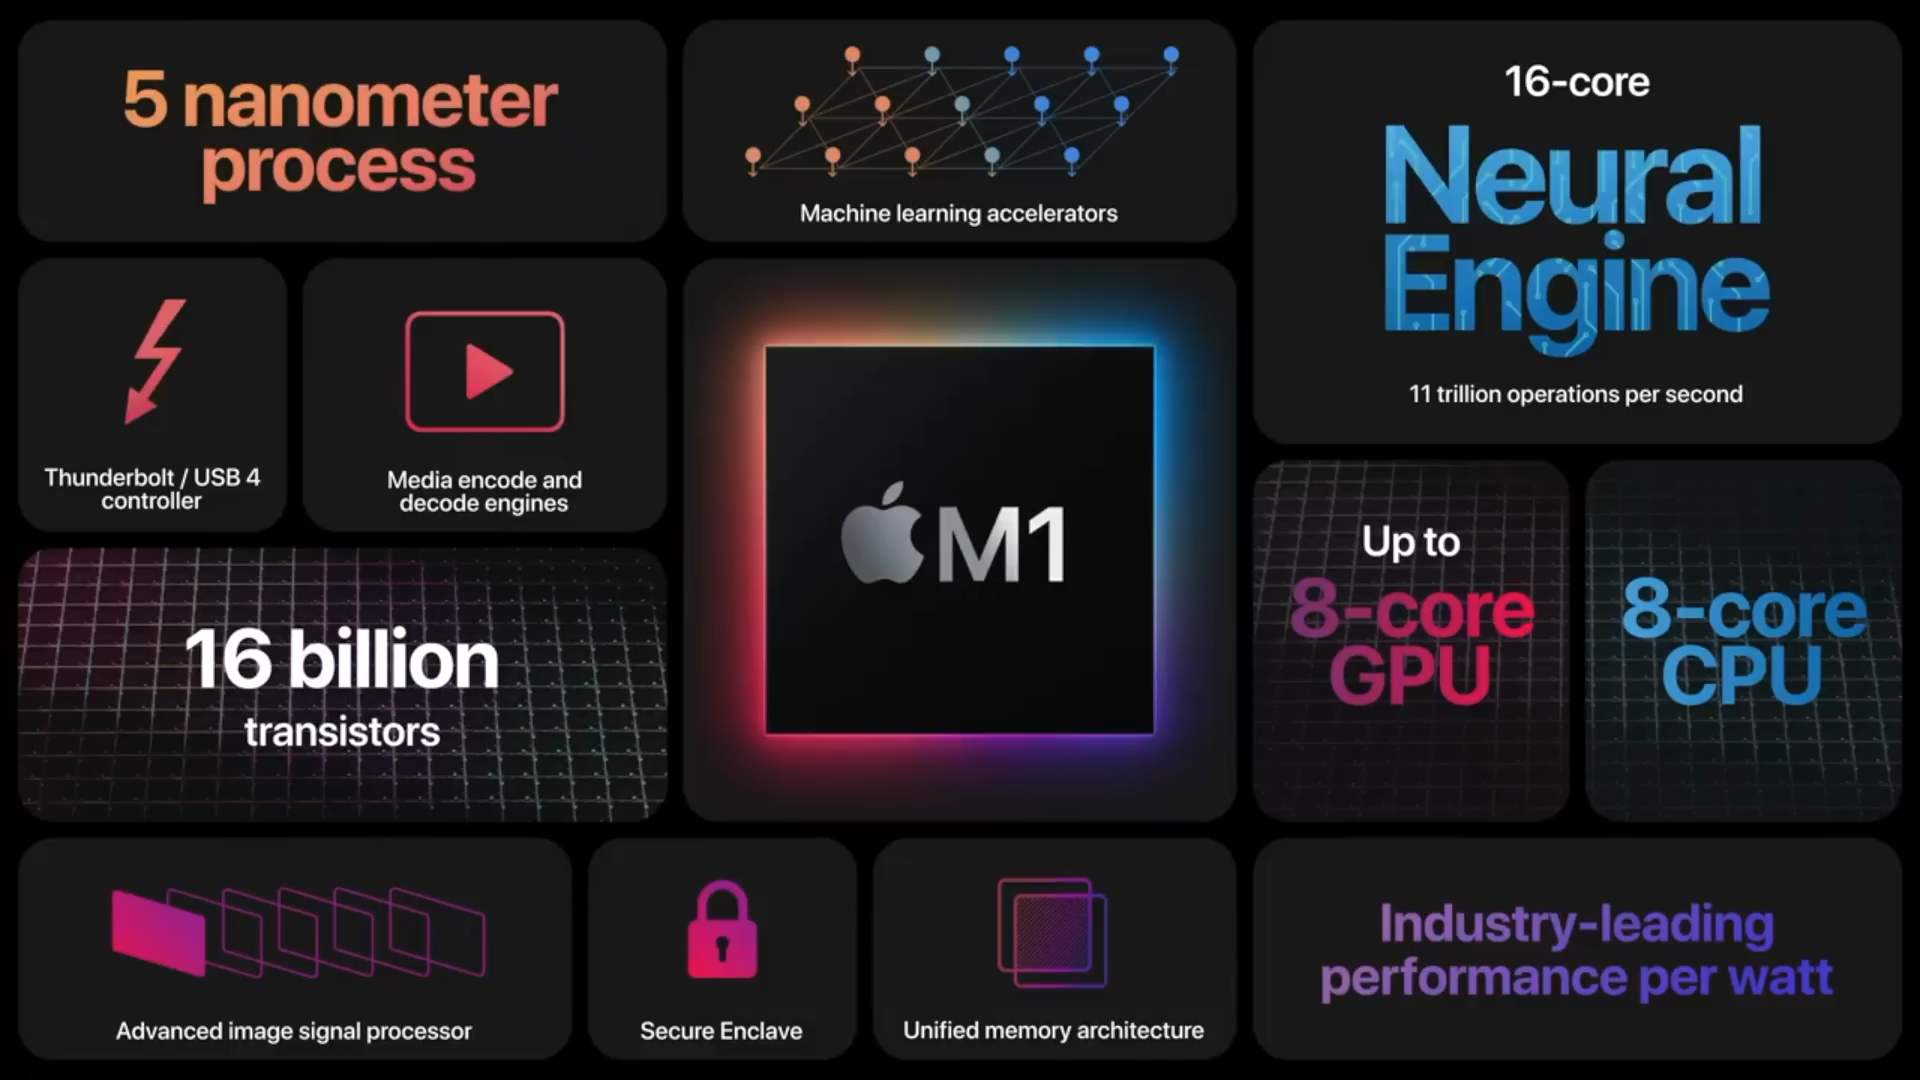 5 nanometer
process
Machine learning accelerators
16-core
Neural
Engine
11 trillion operations per second
Thunderbolt / USB 4
controller
Media encode and
decode engines
M1
Up to
8-core
GPU
8-core
CPU
16 billion
transistors
Advanced image signal processor
Secure Enclave
Unified memory architecture
Industry-leading
performance per watt